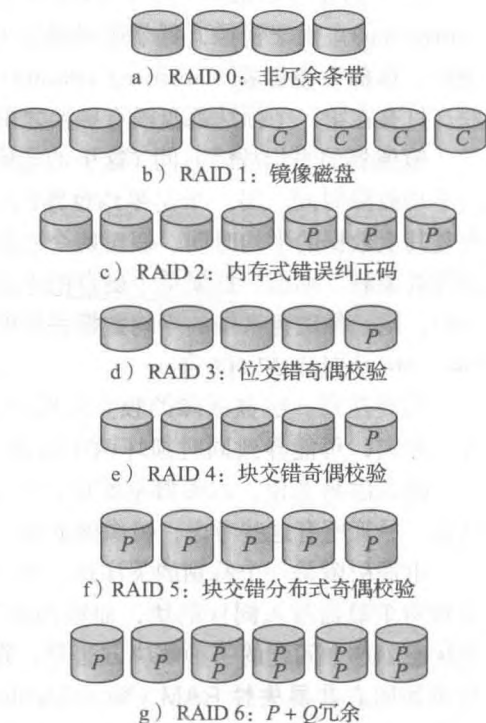 a）RAID 0：非冗余条带
C C C C
b）RAID 1：镜像磁盘
P P P
c）RAID 2：内存式错误纠正码
P
d）RAID 3：位交错奇偶校验
P
e）RAID 4：块交错奇偶校验
P P P P P
f）RAID 5：块交错分布式奇偶校验
P P P P P P
P P P P
g）RAID 6：P + Q冗余